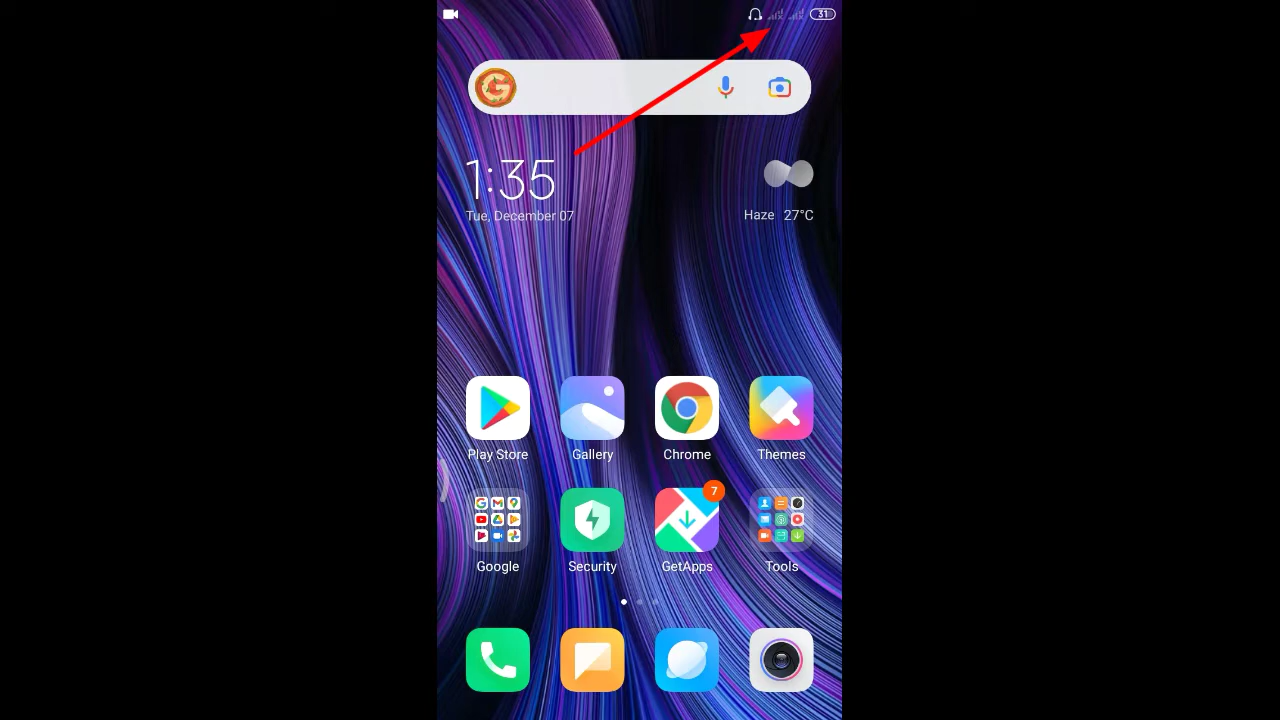 31
1:35
Tue, December 07
Haze 27°C
Play Store
Gallery
Chrome
Themes
7
Google
Security
GetApps
Tools